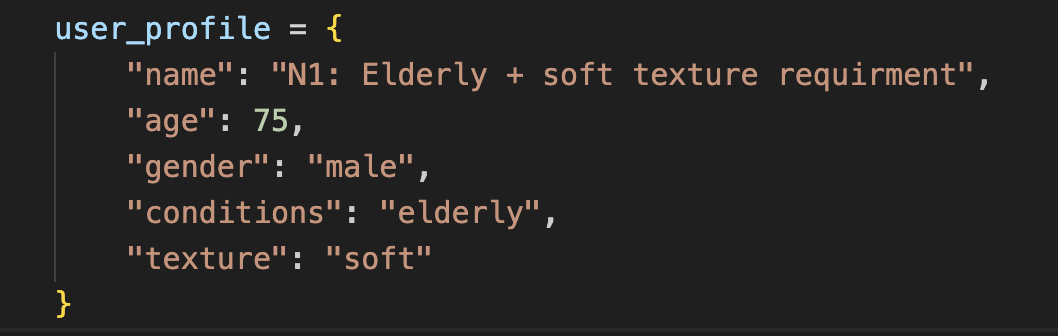 user_profile = {
    "name": "N1: Elderly + soft texture requirment",
    "age": 75,
    "gender": "male",
    "conditions": "elderly",
    "texture": "soft"
}